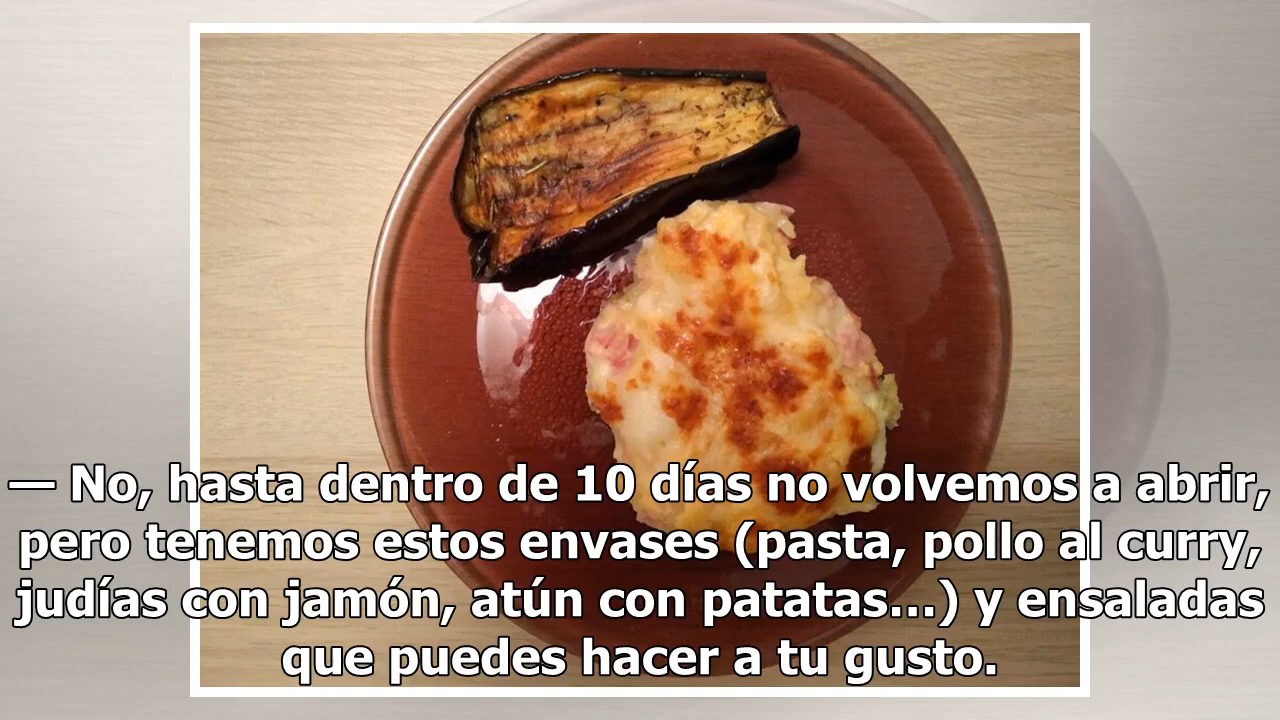 — No, hasta dentro de 10 días no volvemos a abrir,
pero tenemos estos envases (pasta, pollo al curry,
judías con jamón, atún con patatas...) y ensaladas
que puedes hacer a tu gusto.